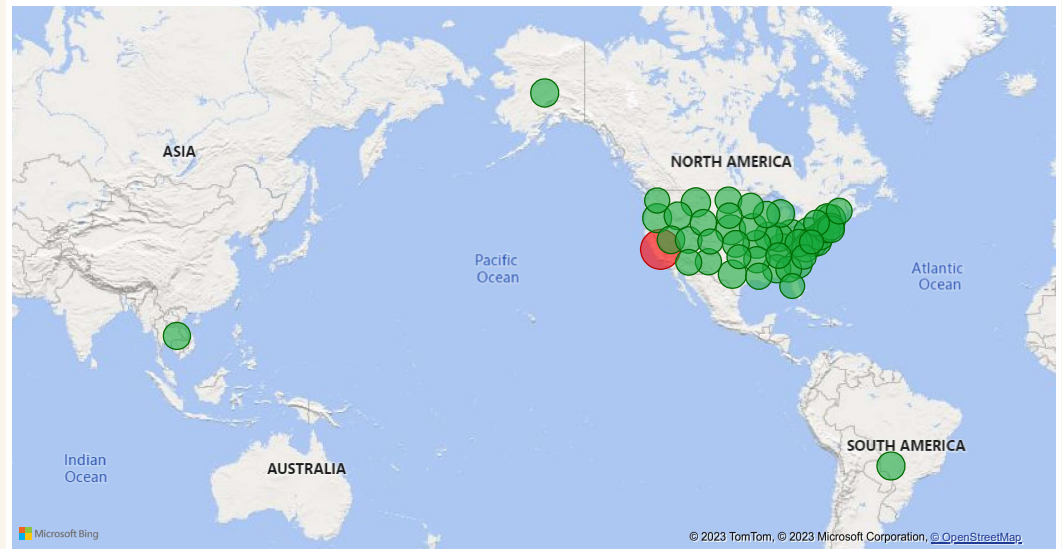 ASIA
NORTH AMERICA
Pacific
Ocean
Atlantic
Ocean
SOUTH AMERICA
Indian
Ocean
AUSTRALIA
Microsoft Bing
© 2023 TomTom, © 2023 Microsoft Corporation, © OpenStreetMap